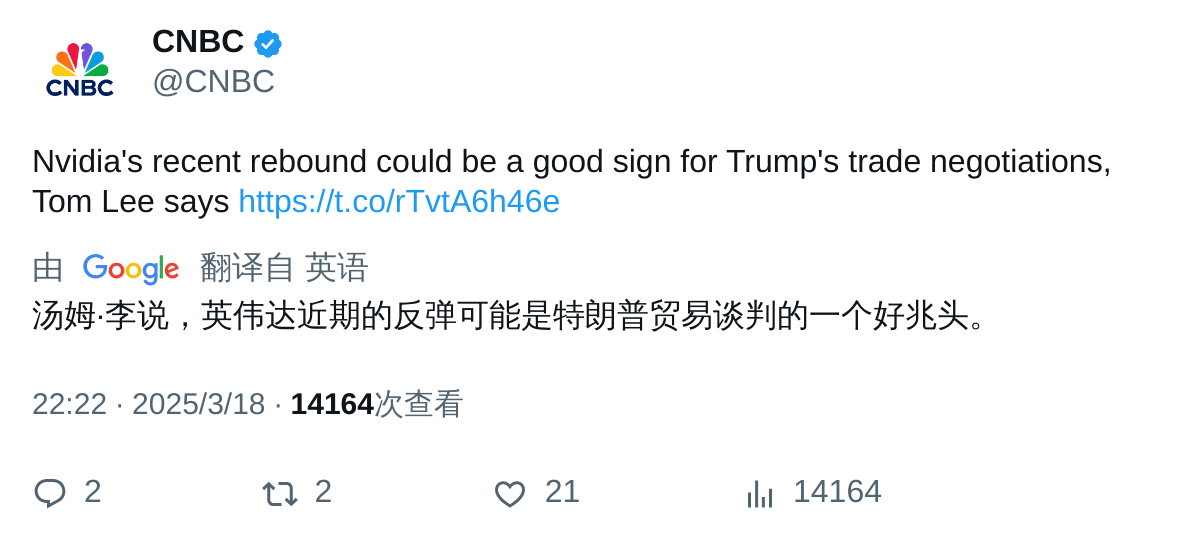 CNBC
CNBC
@CNBC
Nvidia's recent rebound could be a good sign for Trump's trade negotiations,
Tom Lee says https://t.co/rTvtA6h46e
由 Google 翻译自 英语
汤姆·李说，英伟达近期的反弹可能是特朗普贸易谈判的一个好兆头。
22:22 · 2025/3/18 · 14164次查看
2 2 21 14164